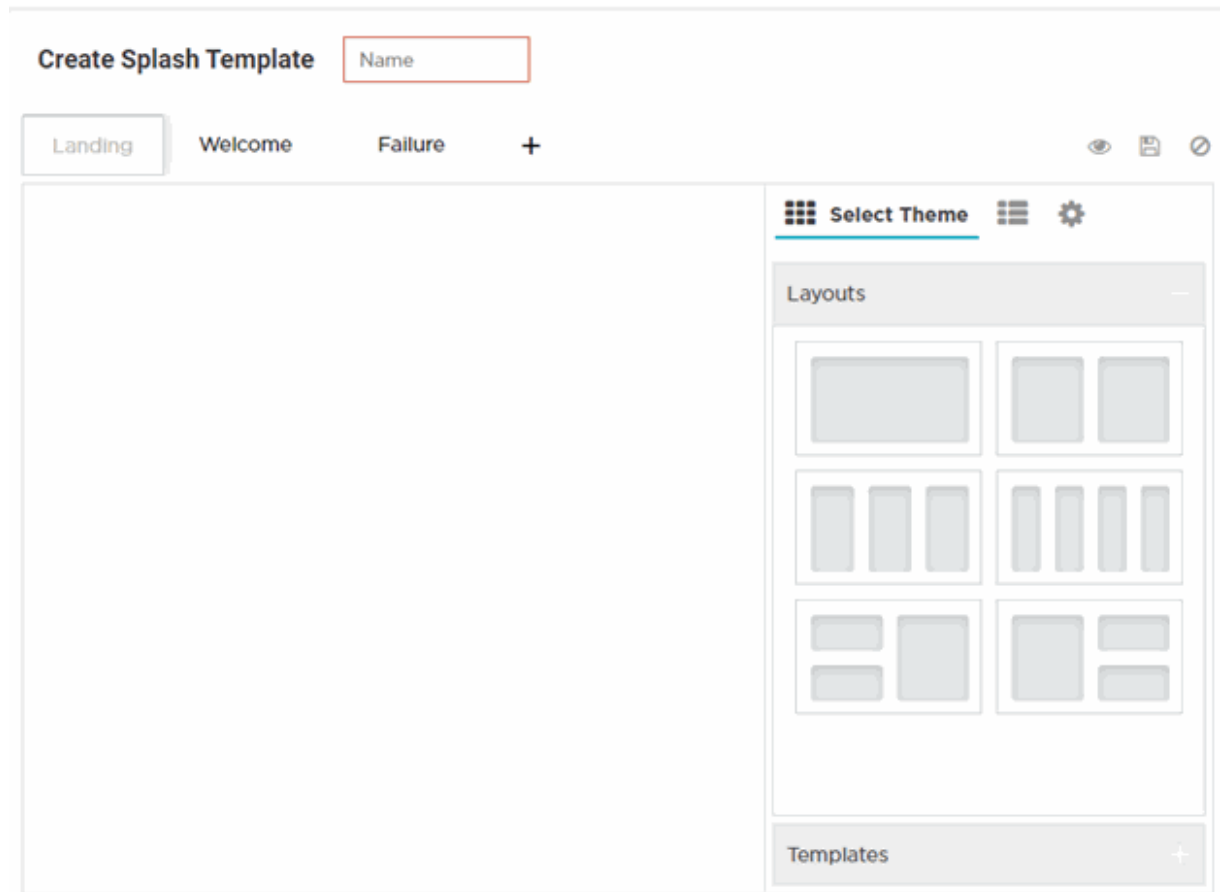 Create Splash Template Name
Landing Welcome Failure +
Select Theme
Layouts
Templates